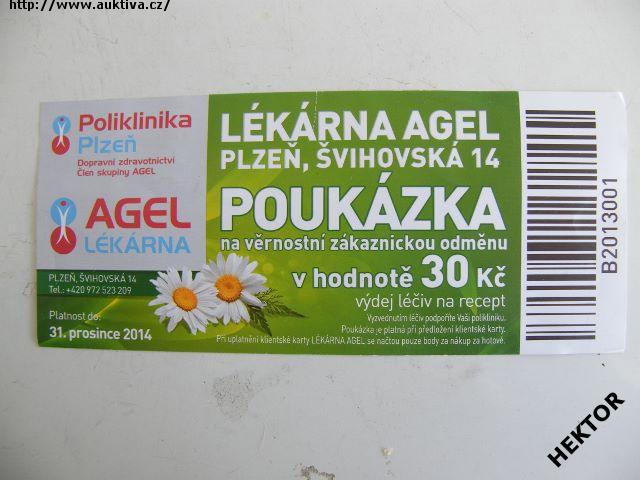 http://www.auktiva.cz/
Poliklinika
Plzeň
Dopravní zdravotnictví
Člen skupiny AGEL
AGEL
LÉKÁRNA
PLZEŇ, ŠVIHOVSKÁ 14
Tel.: +420 972 523 209
Platnost do:
31. prosince 2014
LÉKÁRNA AGEL
PLZEŇ, ŠVIHOVSKÁ 14
POUKÁZKA
na věrnostní zákaznickou odměnu
v hodnotě 30 Kč
výdej léčiv na recept
Vyzvednutím léčiv podpoříte Vaši polikliniku.
Poukázka je platná při předložení klientské karty.
Při uplatnění klientské karty LÉKÁRNA AGEL se načtou pouze body za nákup za hotové.
B2013001
HEKTOR